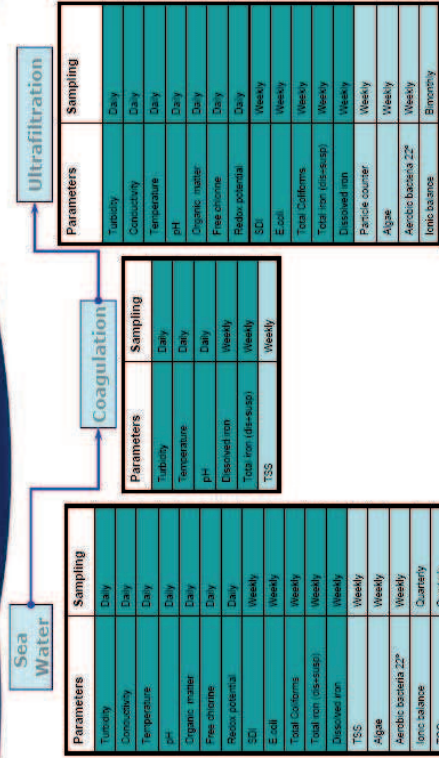 Sea
Water
Parameters Sampling
Turbidity Daily
Conductivity Daily
Temperature Daily
pH Daily
Organic matter Daily
Free chlorine Daily
Redox potential Daily
SDI Weekly
E.coli Weekly
Total Coliforms Weekly
Total iron (dis+susp) Weekly
Dissolved iron Weekly
TSS Weekly
Algae Weekly
Aerobic bacteria 22º Weekly
Ionic balance Quarterly
TSS
Coagulation
Parameters Sampling
Turbidity Daily
Temperature Daily
pH Daily
Dissolved iron Weekly
Total iron (dis+susp) Weekly
TSS Weekly
Ultrafiltration
Parameters Sampling
Turbidity Daily
Conductivity Daily
Temperature Daily
pH Daily
Organic matter Daily
Free chlorine Daily
Redox potential Daily
SDI Weekly
E.coli Weekly
Total Coliforms Weekly
Total iron (dis+susp) Weekly
Dissolved iron Weekly
Particle counter Weekly
Algae Weekly
Aerobic bacteria 22º Weekly
Ionic balance Bimonthly